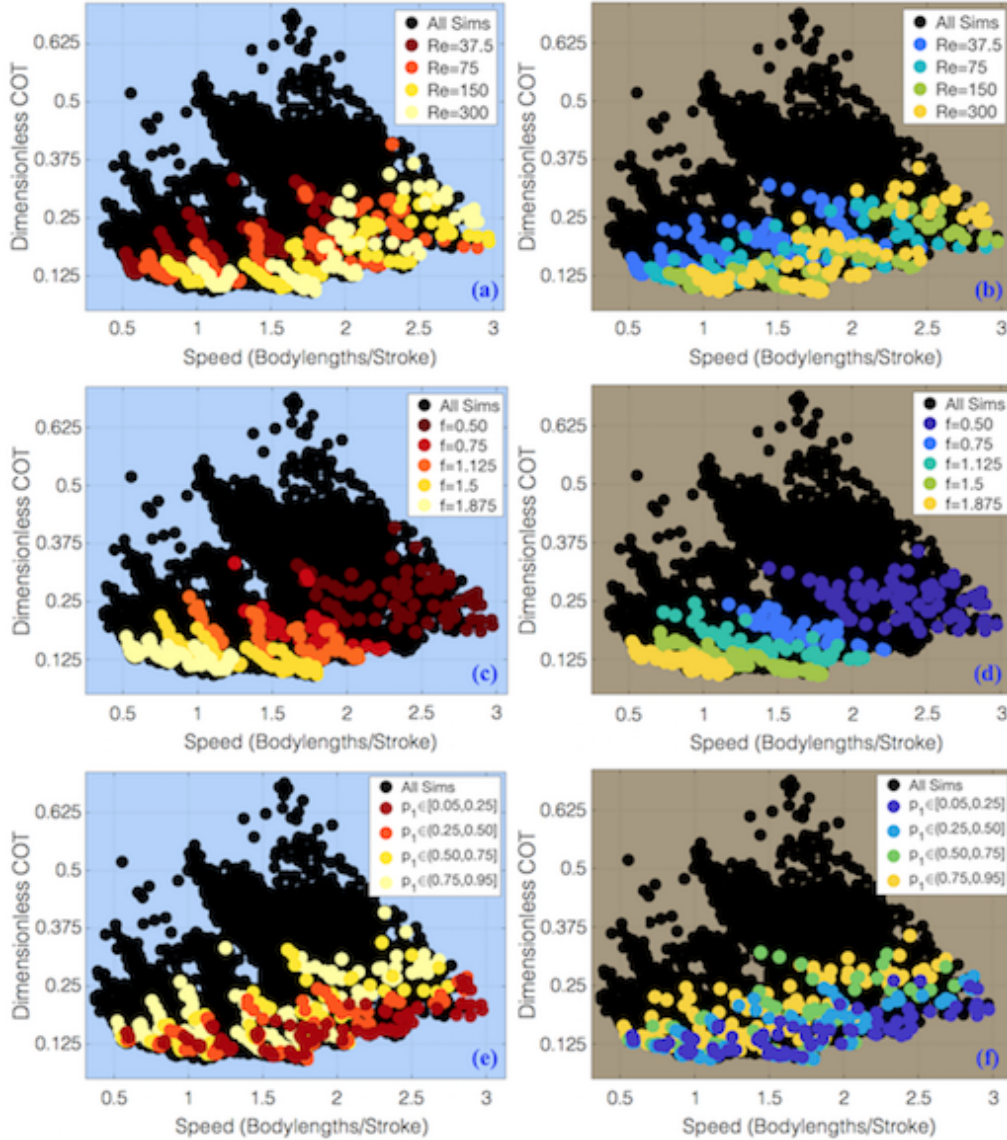 0.625
0.5
0.375
0.25
0.125
Dimensionless COT
All Sims
Re=37.5
Re=75
Re=150
Re=300
(a)
0.5 1 1.5 2 2.5 3
Speed (Bodylengths/Stroke)
0.625
0.5
0.375
0.25
0.125
Dimensionless COT
All Sims
Re=37.5
Re=75
Re=150
Re=300
(b)
0.5 1 1.5 2 2.5 3
Speed (Bodylengths/Stroke)
0.625
0.5
0.375
0.25
0.125
Dimensionless COT
All Sims
f=0.50
f=0.75
f=1.125
f=1.5
f=1.875
(c)
0.5 1 1.5 2 2.5 3
Speed (Bodylengths/Stroke)
0.625
0.5
0.375
0.25
0.125
Dimensionless COT
All Sims
f=0.50
f=0.75
f=1.125
f=1.5
f=1.875
(d)
0.5 1 1.5 2 2.5 3
Speed (Bodylengths/Stroke)
0.625
0.5
0.375
0.25
0.125
Dimensionless COT
All Sims
p₁∈[0.05,0.25]
p₁∈(0.25,0.50]
p₁∈(0.50,0.75]
p₁∈(0.75,0.95]
(e)
0.5 1 1.5 2 2.5 3
Speed (Bodylengths/Stroke)
0.625
0.5
0.375
0.25
0.125
Dimensionless COT
All Sims
p₁∈[0.05,0.25]
p₁∈(0.25,0.50]
p₁∈(0.50,0.75]
p₁∈(0.75,0.95]
(f)
0.5 1 1.5 2 2.5 3
Speed (Bodylengths/Stroke)